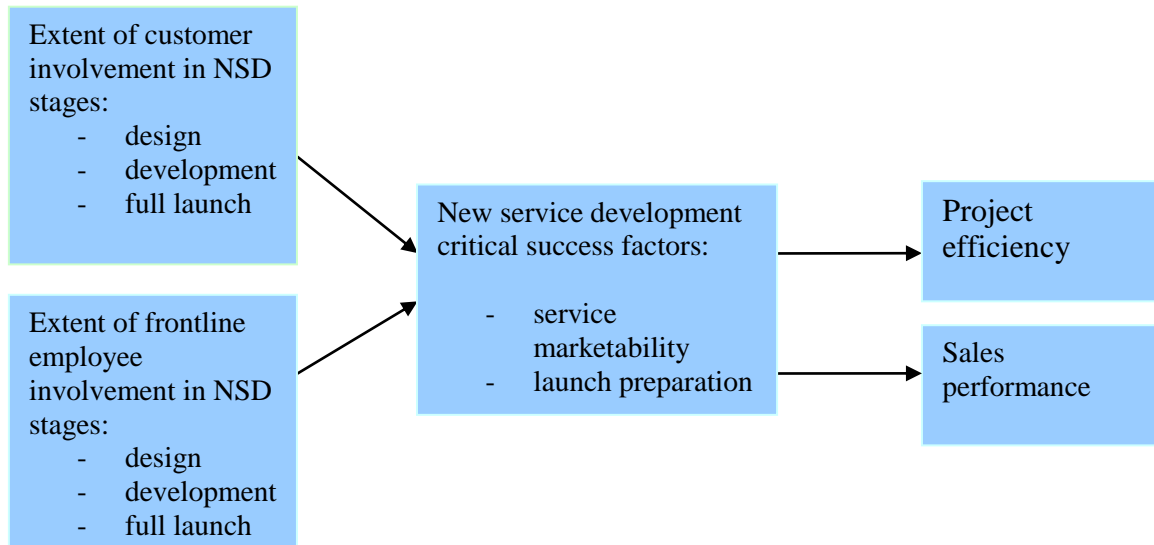 Extent of customer
involvement in NSD
stages:
- design
- development
- full launch
Extent of frontline
employee
involvement in NSD
stages:
- design
- development
- full launch
New service development
critical success factors:
- service
marketability
- launch preparation
Project
efficiency
Sales
performance